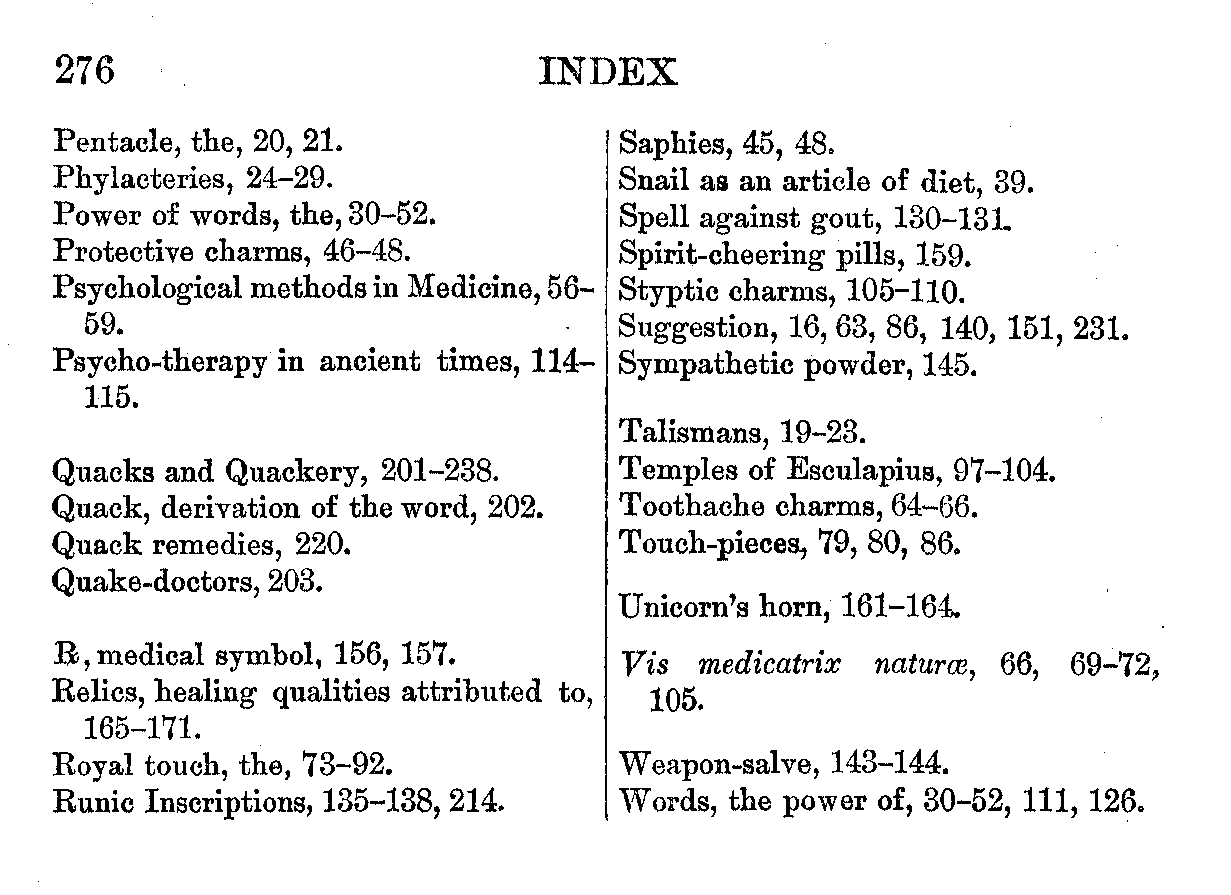 276 INDEX
Pentacle, the, 20, 21.
Phylacteries, 24–29.
Power of words, the, 30–52.
Protective charms, 46–48.
Psychological methods in Medicine, 56–
59.
Psycho-therapy in ancient times, 114–
115.
Quacks and Quackery, 201–238.
Quack, derivation of the word, 202.
Quack remedies, 220.
Quake-doctors, 203.
℞, medical symbol, 156, 157.
Relics, healing qualities attributed to,
165–171.
Royal touch, the, 73–92.
Runic Inscriptions, 135–138, 214.
Saphies, 45, 48.
Snail as an article of diet, 39.
Spell against gout, 130–131.
Spirit-cheering pills, 159.
Styptic charms, 105–110.
Suggestion, 16, 63, 86, 140, 151, 231.
Sympathetic powder, 145.
Talismans, 19–23.
Temples of Esculapius, 97–104.
Toothache charms, 64–66.
Touch-pieces, 79, 80, 86.
Unicorn's horn, 161–164.
Vis medicatrix naturæ, 66, 69–72,
105.
Weapon-salve, 143–144.
Words, the power of, 30–52, 111, 126.